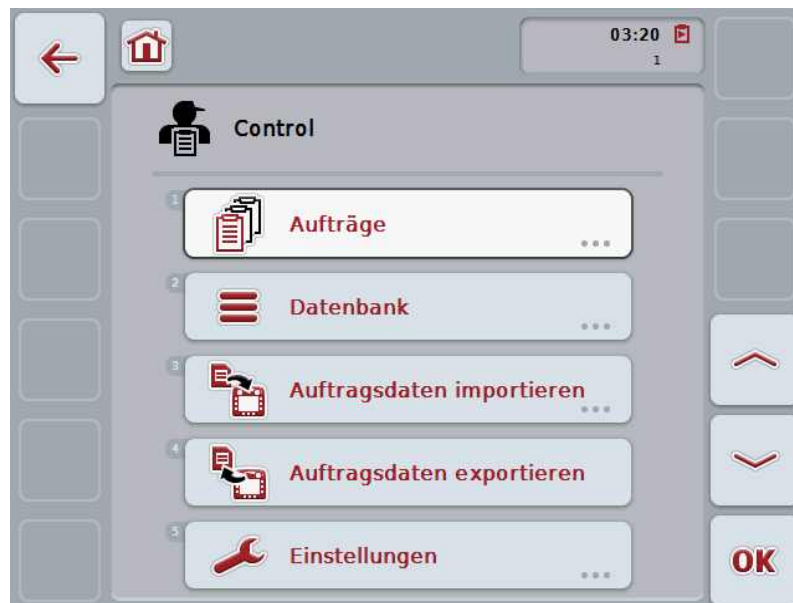 03:20
1
Control
1
Aufträge
2
Datenbank
3
Auftragsdaten importieren
4
Auftragsdaten exportieren
5
Einstellungen
OK